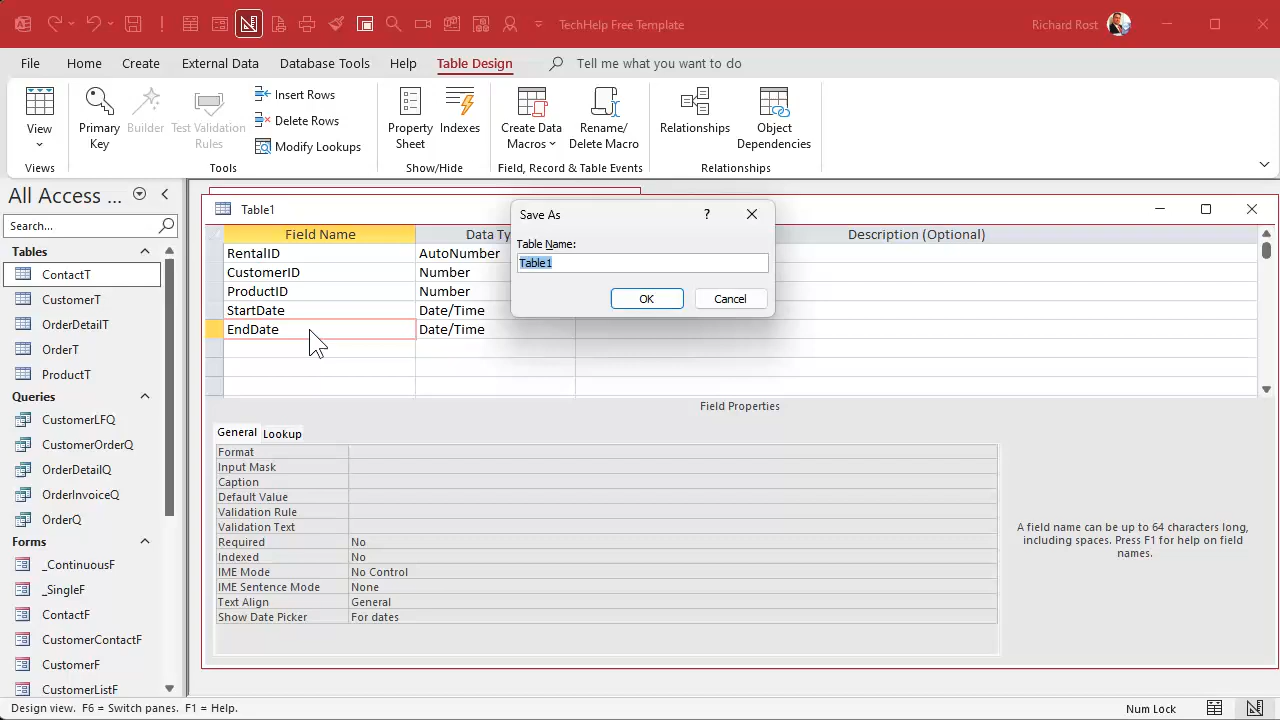 TechHelp Free Template
Richard Rost
File Home Create External Data Database Tools Help Table Design Tell me what you want to do
View
Views
Primary Key
Builder
Test Validation Rules
Insert Rows
Delete Rows
Modify Lookups
Tools
Property Sheet
Indexes
Show/Hide
Create Data Macros
Rename/ Delete Macro
Field, Record & Table Events
Relationships
Object Dependencies
Relationships
All Access ...
Search...
Tables
ContactT
CustomerT
OrderDetailT
OrderT
ProductT
Queries
CustomerLFQ
CustomerOrderQ
OrderDetailQ
OrderInvoiceQ
OrderQ
Forms
_ContinuousF
_SingleF
ContactF
CustomerContactF
CustomerF
CustomerListF
Table1
Field Name Data Ty Description (Optional)
RentalID AutoNumber
CustomerID Number
ProductID Number
StartDate Date/Time
EndDate Date/Time
Save As ?
Table Name:
Table1
OK Cancel
Field Properties
General Lookup
Format
Input Mask
Caption
Default Value
Validation Rule
Validation Text
Required No
Indexed No
IME Mode No Control
IME Sentence Mode None
Text Align General
Show Date Picker For dates
A field name can be up to 64 characters long,
including spaces. Press F1 for help on field
names.
Design view. F6 = Switch panes. F1 = Help.
Num Lock